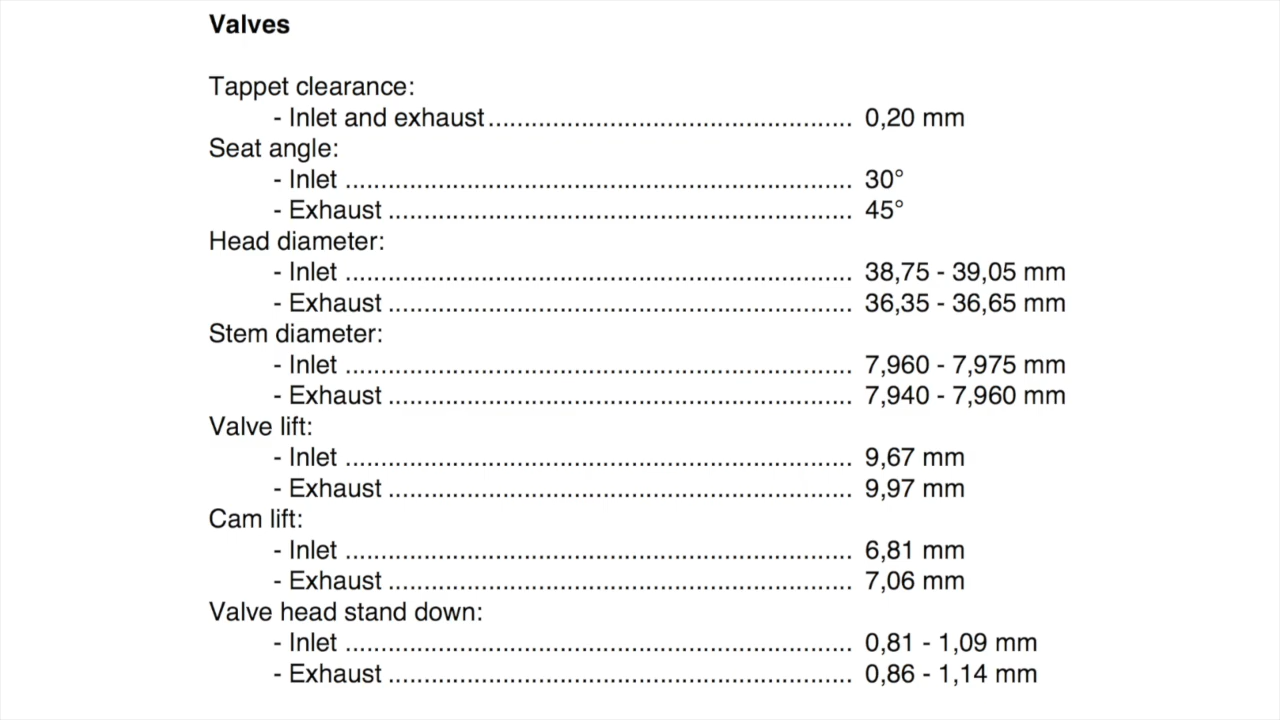 Valves
Tappet clearance:
- Inlet and exhaust.................................................. 0,20 mm
Seat angle:
- Inlet ...................................................................... 30°
- Exhaust ................................................................ 45°
Head diameter:
- Inlet ...................................................................... 38,75 - 39,05 mm
- Exhaust ................................................................ 36,35 - 36,65 mm
Stem diameter:
- Inlet ...................................................................... 7,960 - 7,975 mm
- Exhaust ................................................................ 7,940 - 7,960 mm
Valve lift:
- Inlet ...................................................................... 9,67 mm
- Exhaust ................................................................ 9,97 mm
Cam lift:
- Inlet ...................................................................... 6,81 mm
- Exhaust ................................................................ 7,06 mm
Valve head stand down:
- Inlet ...................................................................... 0,81 - 1,09 mm
- Exhaust ................................................................ 0,86 - 1,14 mm